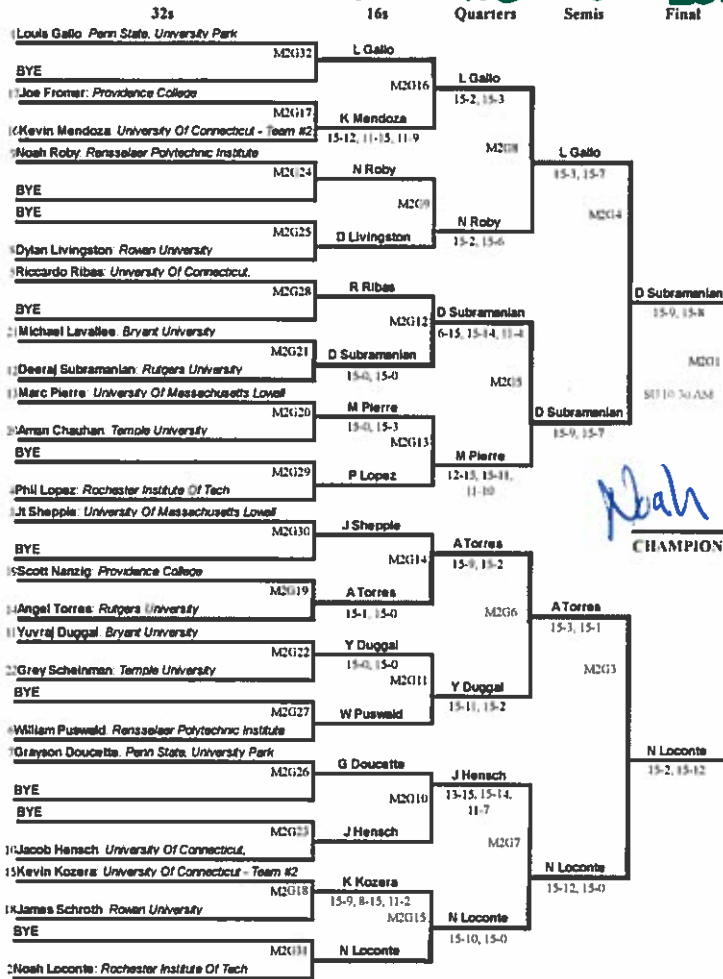 32s 16s Quarters Semis Final
1 Louis Gallo Penn State, University Park
L Gallo
M2G32
BYE
M2G16
L Gallo
15-2, 15-3
17 Joe Fromer: Providence College
M2G17
K Mendoza
15-12, 11-15, 11-9
16 Kevin Mendoza University Of Connecticut - Team #2
M2G8
L Gallo
15-3, 15-7
9 Noah Roby: Rensselaer Polytechnic Institute
N Roby
M2G24
BYE
M2G9
N Roby
15-2, 15-6
BYE
M2G25
D Livingston
8 Dylan Livingston: Rowan University
M2G4
D Subramanian
15-9, 15-8
5 Riccardo Ribas: University Of Connecticut,
R Ribas
M2G28
BYE
M2G12
D Subramanian
6-15, 15-14, 11-4
21 Michael Lavallee. Bryant University
M2G21
D Subramanian
15-0, 15-0
12 Deeraj Subramanian: Rutgers University
M2G5
D Subramanian
15-9, 15-7
13 Marc Pierre: University Of Massachusetts Lowell
M Pierre
15-0, 15-3
M2G20
20 Aman Chauhan: Temple University
M2G13
M Pierre
12-15, 15-11,
11-10
BYE
M2G29
P Lopez
4 Phil Lopez: Rochester Institute Of Tech
M2G1
SU 10:30 AM
Noah
CHAMPION
3 Jt Shepple: University Of Massachusetts Lowell
J Shepple
M2G30
BYE
M2G14
A Torres
15-9, 15-2
19 Scott Nanzig: Providence College
M2G19
A Torres
15-1, 15-0
14 Angel Torres: Rutgers University
M2G6
A Torres
15-3, 15-1
11 Yuvraj Duggal. Bryant University
Y Duggal
15-0, 15-0
M2G22
22 Grey Scheinman: Temple University
M2G11
Y Duggal
15-11, 15-2
BYE
M2G27
W Puswald
6 William Puswald. Rensselaer Polytechnic Institute
M2G3
N Loconte
15-2, 15-12
7 Grayson Doucette. Penn State, University Park
G Doucette
M2G26
BYE
M2G10
J Hensch
13-15, 15-14,
11-7
BYE
M2G23
J Hensch
10 Jacob Hensch University Of Connecticut,
M2G7
N Loconte
15-12, 15-0
15 Kevin Kozera: University Of Connecticut - Team #2
K Kozera
15-9, 8-15, 11-2
M2G18
18 James Schroth Rowan University
M2G15
N Loconte
15-10, 15-0
BYE
M2G31
N Loconte
2 Noah Loconte: Rochester Institute Of Tech